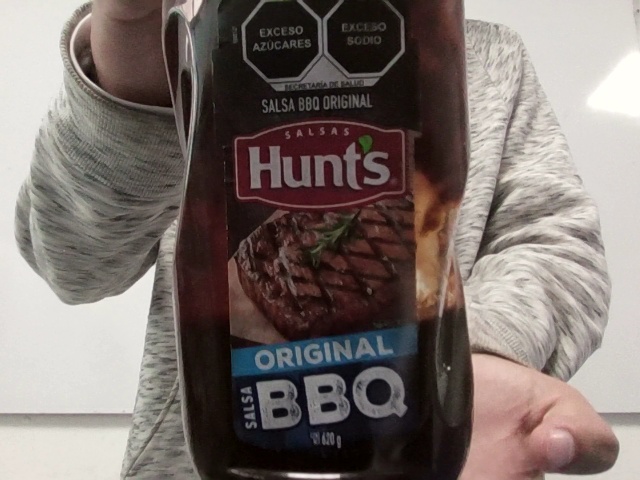 EXCESO
AZÚCARES
EXCESO
SODIO
SECRETARÍA DE SALUD
SALSA BBQ ORIGINAL
SALSAS
Hunt's
ORIGINAL
SALSA
BBQ
620 g